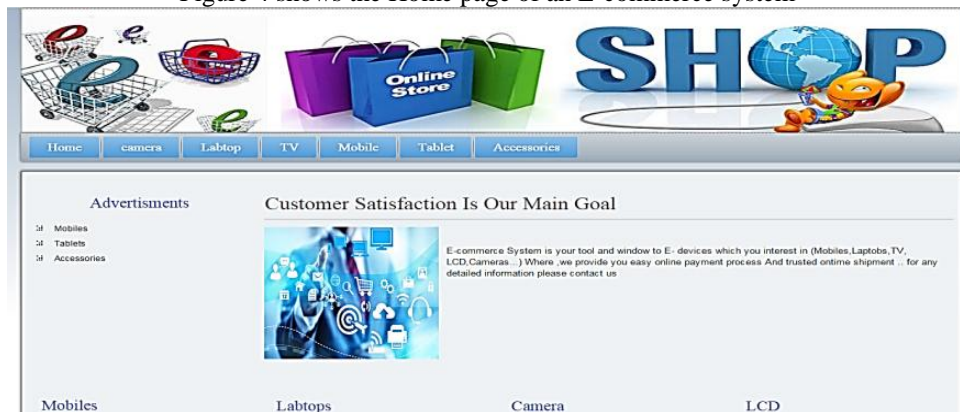 Figure 4 shows the Home page of an E-commerce system
Online
Store
SHOP
Home camera Labtop TV Mobile Tablet Accessories
Advertisments
Mobiles
Tablets
Accessories
Customer Satisfaction Is Our Main Goal
E-commerce System is your tool and window to E- devices which you interest in (Mobiles,Laptobs,TV,
LCD,Cameras...) Where ,we provide you easy online payment process And trusted ontime shipment .. for any
detailed information please contact us
Mobiles Labtops Camera LCD